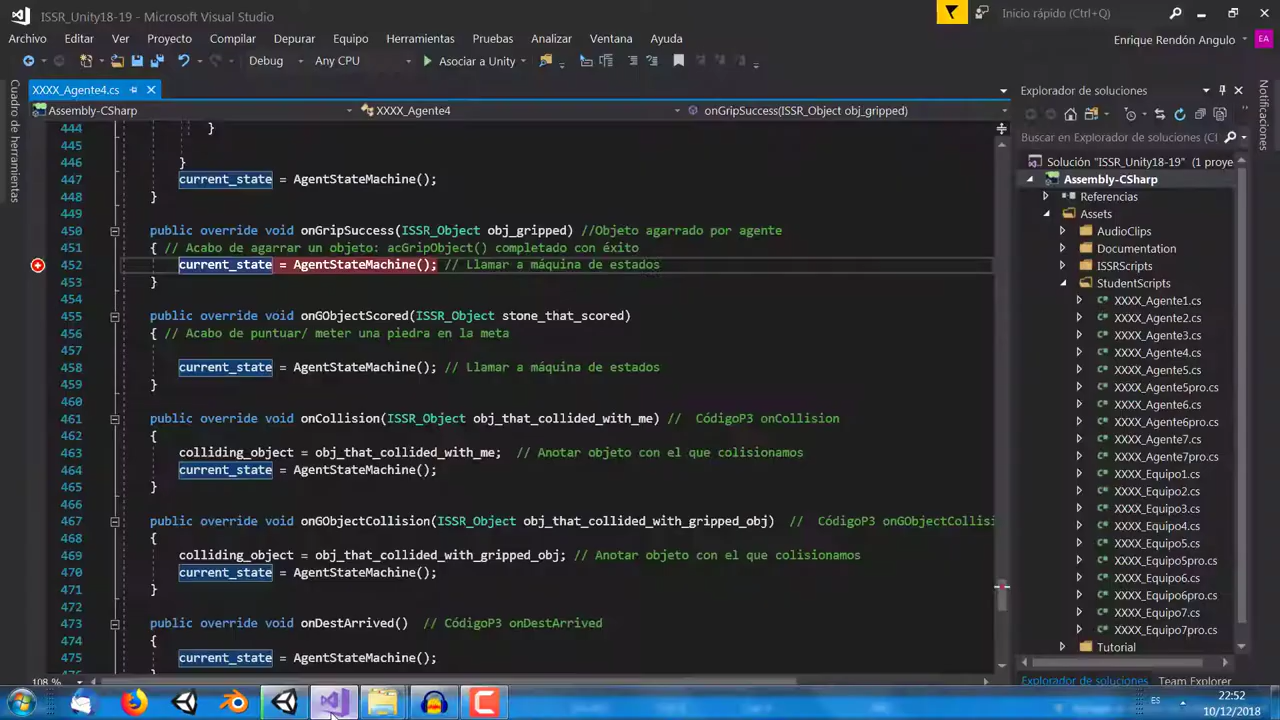 ISSR_Unity18-19 - Microsoft Visual Studio
Inicio rápido (Ctrl+Q)
Archivo Editar Ver Proyecto Compilar Depurar Equipo Herramientas Pruebas Analizar Ventana Ayuda
Enrique Rendón Angulo EA
Debug Any CPU Asociar a Unity
Cuadro de herramientas
XXXX_Agente4.cs
Assembly-CSharp XXXX_Agente4 onGripSuccess(ISSR_Object obj_gripped)
444 }
445
446 }
447 current_state = AgentStateMachine();
448 }
449
450 public override void onGripSuccess(ISSR_Object obj_gripped) //Objeto agarrado por agente
451 { // Acabo de agarrar un objeto: acGripObject() completado con éxito
452 current_state = AgentStateMachine(); // Llamar a máquina de estados
453 }
454
455 public override void onGObjectScored(ISSR_Object stone_that_scored)
456 { // Acabo de puntuar/ meter una piedra en la meta
457
458 current_state = AgentStateMachine(); // Llamar a máquina de estados
459 }
460
461 public override void onCollision(ISSR_Object obj_that_collided_with_me) // CódigoP3 onCollision
462 {
463 colliding_object = obj_that_collided_with_me; // Anotar objeto con el que colisionamos
464 current_state = AgentStateMachine();
465 }
466
467 public override void onGObjectCollision(ISSR_Object obj_that_collided_with_gripped_obj) // CódigoP3 onGObjectCollisi
468 {
469 colliding_object = obj_that_collided_with_gripped_obj; // Anotar objeto con el que colisionamos
470 current_state = AgentStateMachine();
471 }
472
473 public override void onDestArrived() // CódigoP3 onDestArrived
474 {
475 current_state = AgentStateMachine();
476 }
108 %
Explorador de soluciones
Buscar en Explorador de soluciones (Ct
Solución "ISSR_Unity18-19" (1 proye
Assembly-CSharp
Referencias
Assets
AudioClips
Documentation
ISSRScripts
StudentScripts
XXXX_Agente1.cs
XXXX_Agente2.cs
XXXX_Agente3.cs
XXXX_Agente4.cs
XXXX_Agente5.cs
XXXX_Agente5pro.cs
XXXX_Agente6.cs
XXXX_Agente6pro.cs
XXXX_Agente7.cs
XXXX_Agente7pro.cs
XXXX_Equipo1.cs
XXXX_Equipo2.cs
XXXX_Equipo3.cs
XXXX_Equipo4.cs
XXXX_Equipo5.cs
XXXX_Equipo5pro.cs
XXXX_Equipo6.cs
XXXX_Equipo6pro.cs
XXXX_Equipo7.cs
XXXX_Equipo7pro.cs
Tutorial
Explorador de soluciones Team Explorer
Notificaciones
ES
22:52
10/12/2018